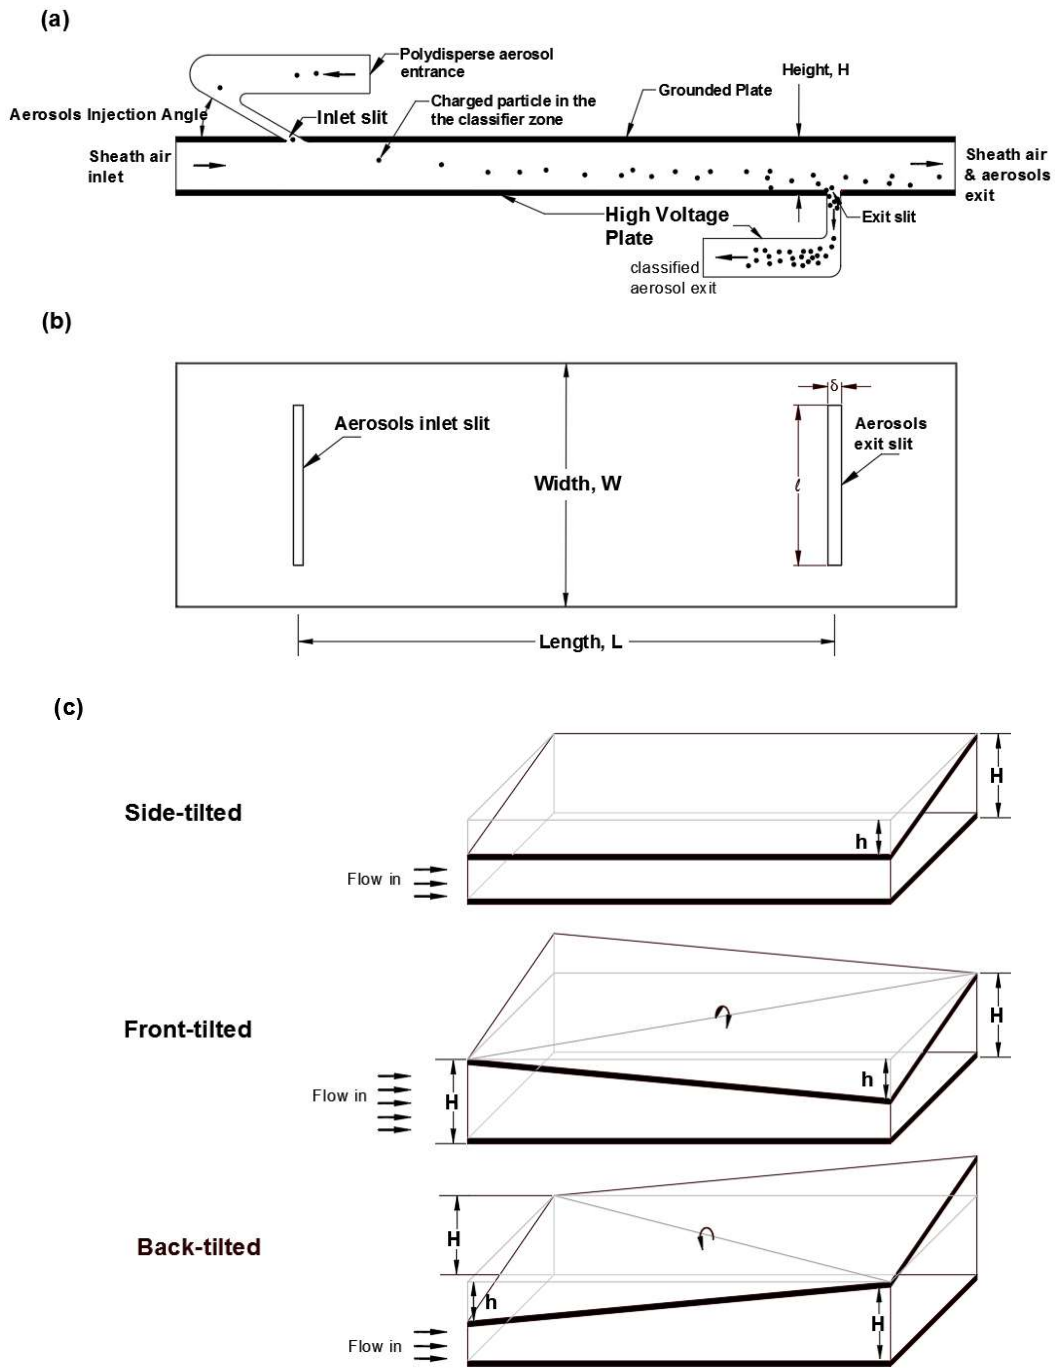 (a)
Polydisperse aerosol
entrance
Height, H
Charged particle in the
the classifier zone
Grounded Plate
Aerosols Injection Angle
Inlet slit
Sheath air
inlet
Sheath air
& aerosols
exit
High Voltage
Plate
Exit slit
classified
aerosol exit
(b)
δ
Aerosols inlet slit
Aerosols
exit slit
Width, W
ℓ
Length, L
(c)
H
Side-tilted
h
Flow in
H
Front-tilted
h
Flow in
H
H
Back-tilted
h
H
Flow in